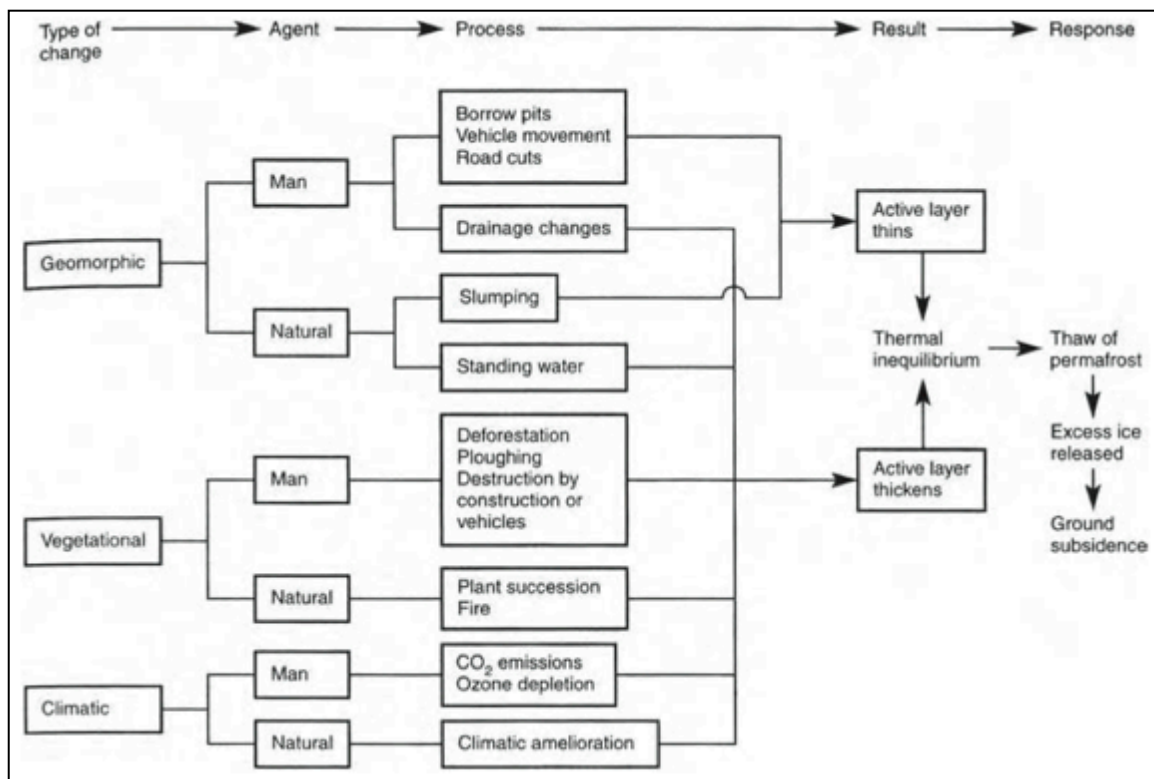 Type of
change
Agent
Process
Result
Response
Geomorphic
Man
Borrow pits
Vehicle movement
Road cuts
Drainage changes
Natural
Slumping
Standing water
Active layer
thins
Thermal
inequilibrium
Thaw of
permafrost
Excess ice
released
Ground
subsidence
Active layer
thickens
Vegetational
Man
Deforestation
Ploughing
Destruction by
construction or
vehicles
Natural
Plant succession
Fire
Climatic
Man
CO₂ emissions
Ozone depletion
Natural
Climatic amelioration